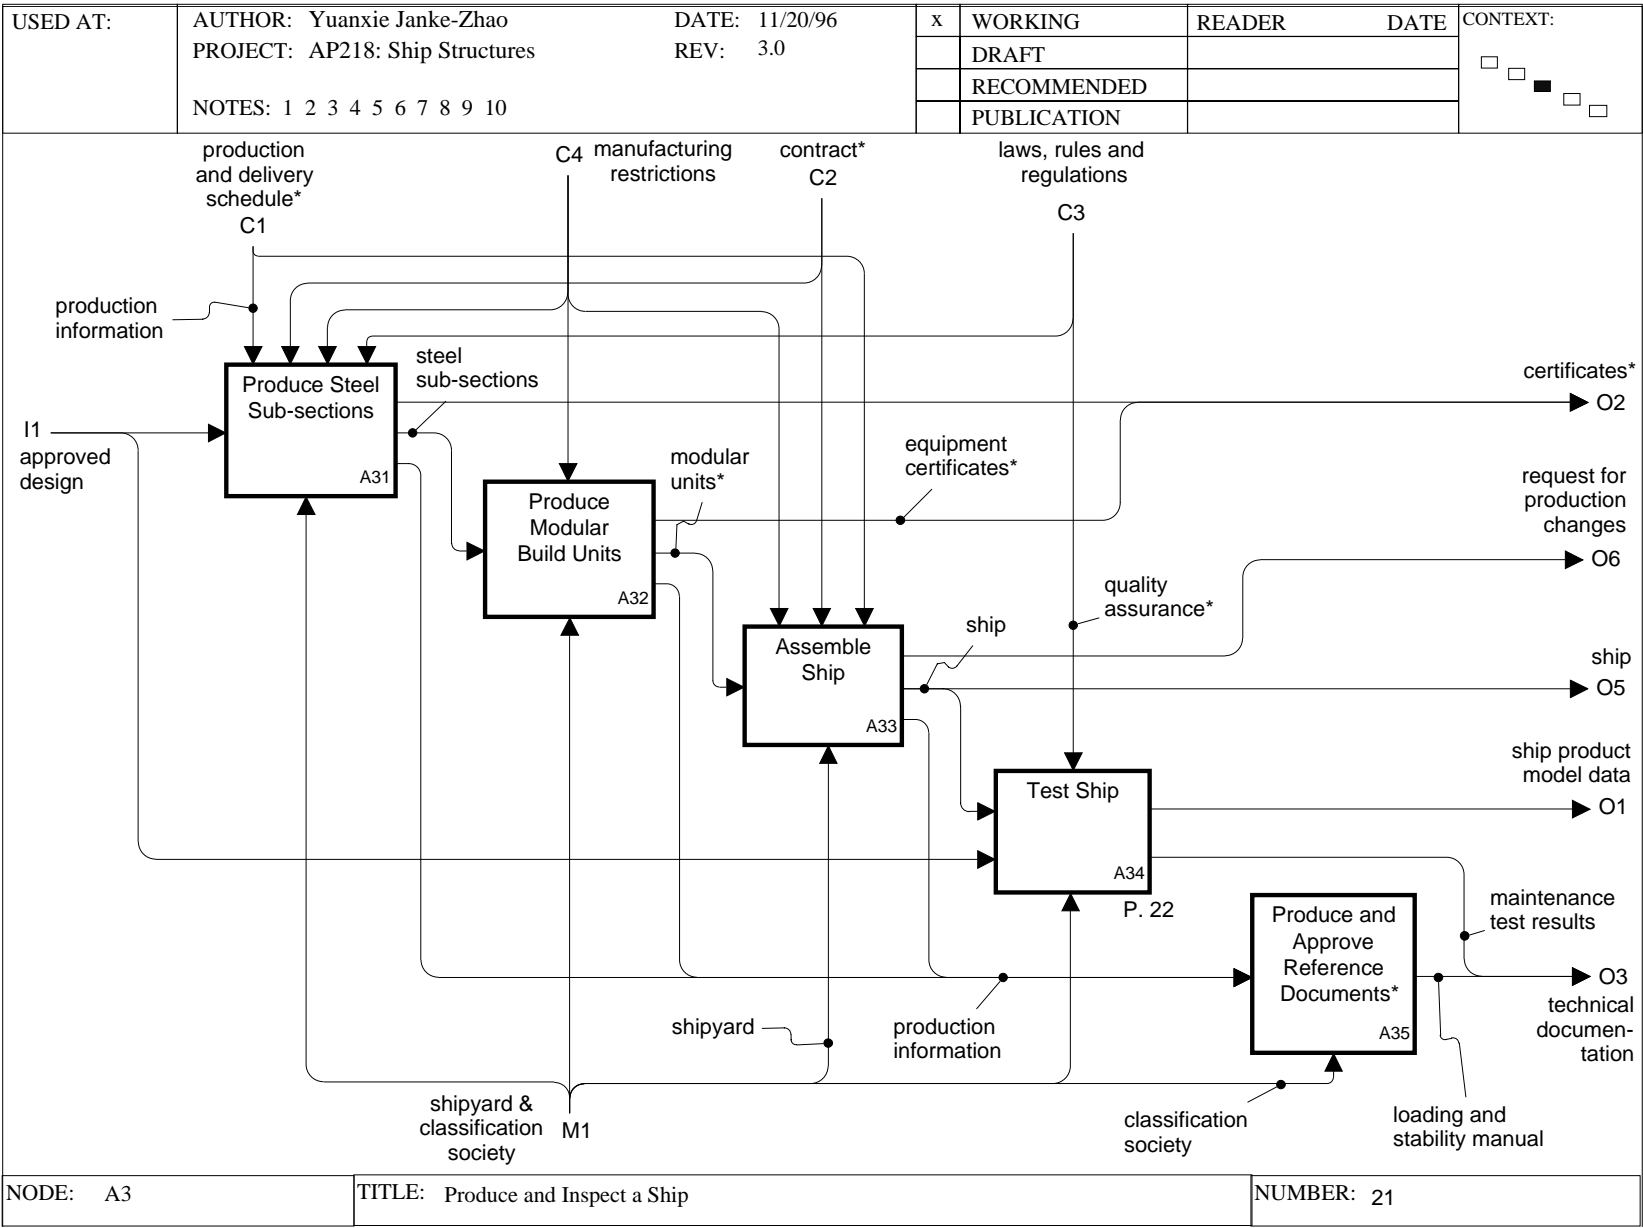 USED AT:
AUTHOR: Yuanxie Janke-Zhao
DATE: 11/20/96
PROJECT: AP218: Ship Structures
REV: 3.0
NOTES: 1 2 3 4 5 6 7 8 9 10
x WORKING
DRAFT
RECOMMENDED
PUBLICATION
READER DATE
CONTEXT:
production
and delivery
schedule*
C1
C4 manufacturing
restrictions
contract*
C2
laws, rules and
regulations
C3
production
information
steel
sub-sections
Produce Steel
Sub-sections
A31
I1
approved
design
certificates*
O2
equipment
certificates*
modular
units*
Produce
Modular
Build Units
A32
request for
production
changes
O6
quality
assurance*
ship
Assemble
Ship
A33
ship
O5
ship product
model data
O1
Test Ship
A34
P. 22
maintenance
test results
Produce and
Approve
Reference
Documents*
A35
O3
technical
documen-
tation
shipyard
production
information
shipyard &
classification
society
M1
classification
society
loading and
stability manual
NODE: A3
TITLE: Produce and Inspect a Ship
NUMBER: 21